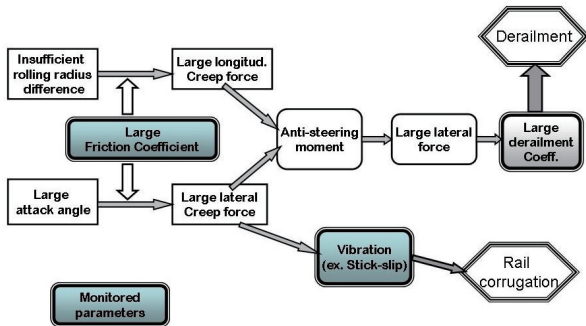 Derailment
Insufficient
rolling radius
difference
Large longitud.
Creep force
Large
Friction Coefficient
Anti-steering
moment
Large lateral
force
Large
derailment
Coeff.
Large
attack angle
Large lateral
Creep force
Vibration
(ex. Stick-slip)
Rail
corrugation
Monitored
parameters